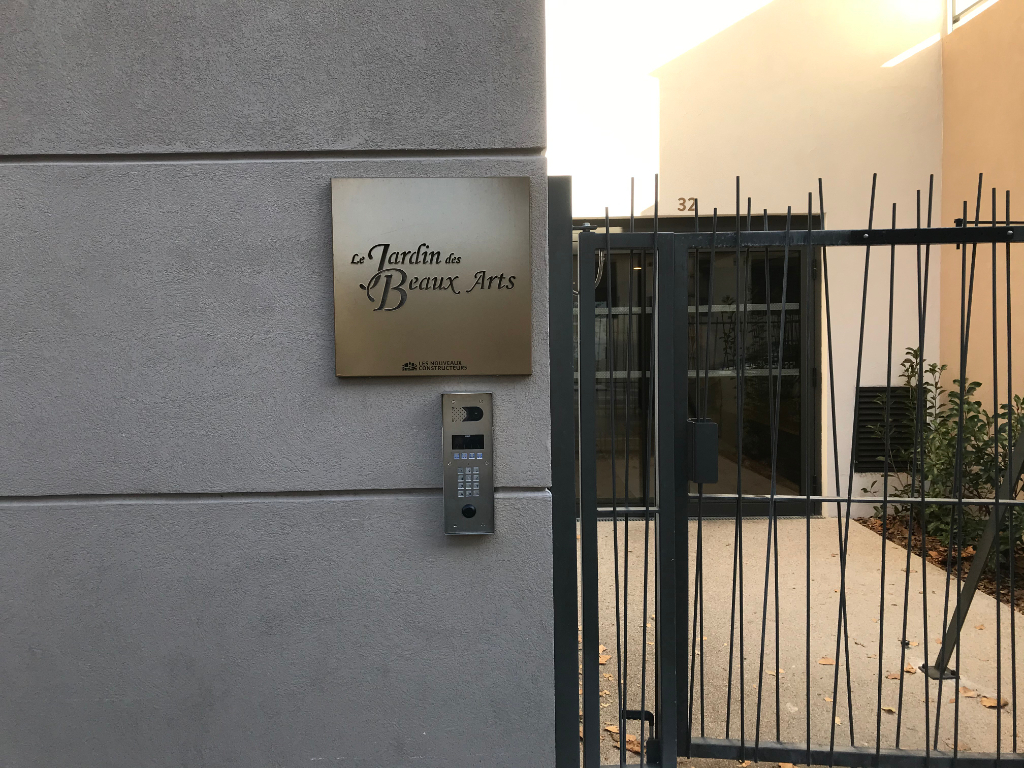 Le Jardin des
Beaux Arts
LES NOUVEAUX
CONSTRUCTEURS
32